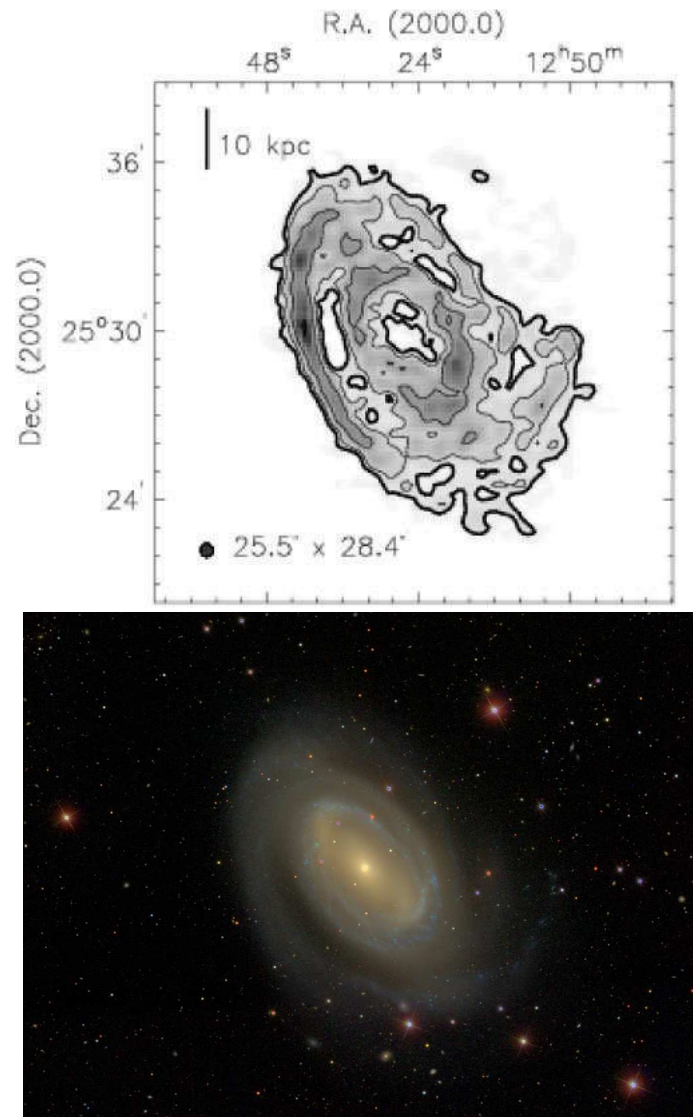 R.A. (2000.0)
48ˢ 24ˢ 12ʰ50ᵐ
10 kpc
36'
Dec. (2000.0)
25°30'
24'
25.5" x 28.4"